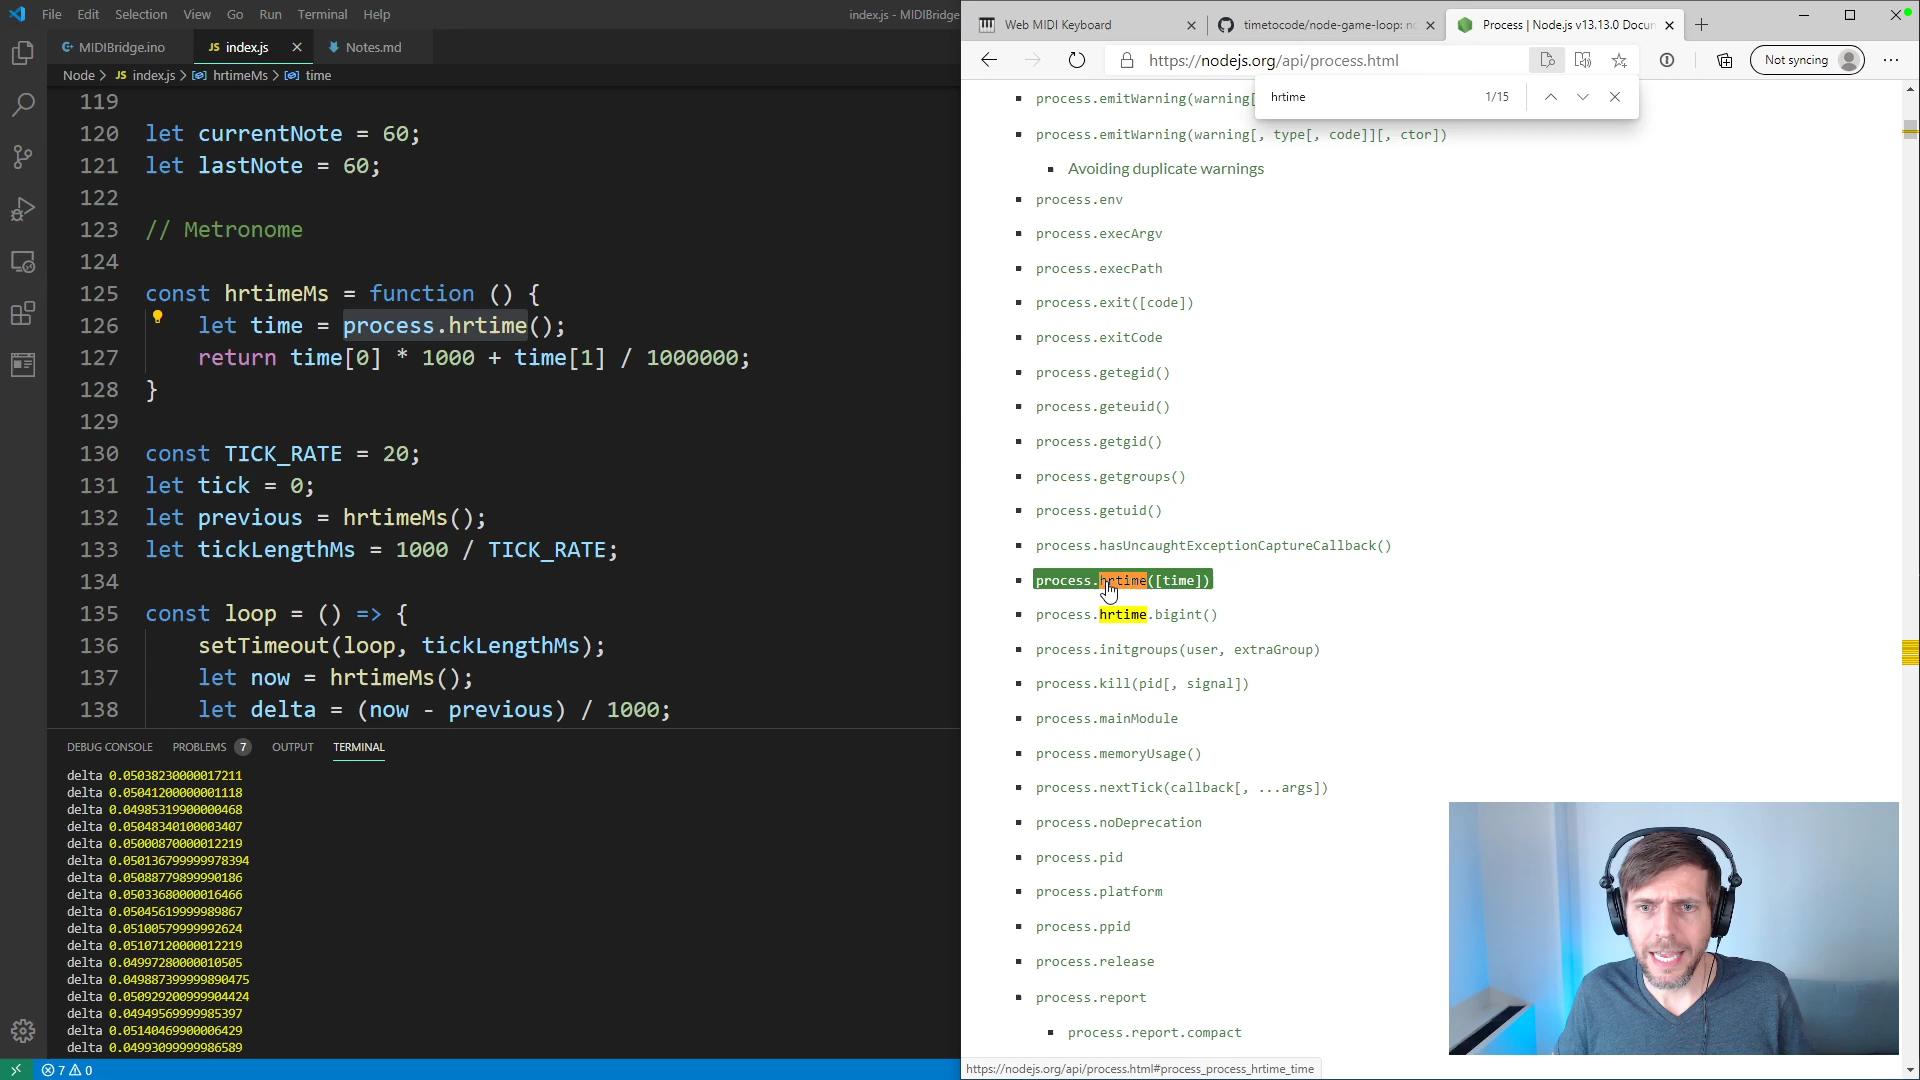 File Edit Selection View Go Run Terminal Help
index.js - MIDIBridge
MIDIBridge.ino
JS index.js
Notes.md
Node > JS index.js > hrtimeMs > time
119
120 let currentNote = 60;
121 let lastNote = 60;
122
123 // Metronome
124
125 const hrtimeMs = function () {
126 let time = process.hrtime();
127 return time[0] * 1000 + time[1] / 1000000;
128 }
129
130 const TICK_RATE = 20;
131 let tick = 0;
132 let previous = hrtimeMs();
133 let tickLengthMs = 1000 / TICK_RATE;
134
135 const loop = () => {
136 setTimeout(loop, tickLengthMs);
137 let now = hrtimeMs();
138 let delta = (now - previous) / 1000;
DEBUG CONSOLE PROBLEMS 7 OUTPUT TERMINAL
delta 0.05038230000017211
delta 0.05041200000001118
delta 0.04985319900000468
delta 0.05048340100003407
delta 0.05000870000012219
delta 0.050136799999978394
delta 0.05088779899990186
delta 0.05033680000016466
delta 0.05045619999989867
delta 0.05100579999992624
delta 0.05107120000012219
delta 0.04997280000010505
delta 0.049887399999890475
delta 0.050929200999904424
delta 0.04949569999985397
delta 0.05140469900006429
delta 0.04993099999986589
7 0
Web MIDI Keyboard
timetocode/node-game-loop: no
Process | Node.js v13.13.0 Docun
https://nodejs.org/api/process.html
Not syncing
hrtime 1/15
process.emitWarning(warning[
process.emitWarning(warning[, type[, code]][, ctor])
Avoiding duplicate warnings
process.env
process.execArgv
process.execPath
process.exit([code])
process.exitCode
process.getegid()
process.geteuid()
process.getgid()
process.getgroups()
process.getuid()
process.hasUncaughtExceptionCaptureCallback()
process.hrtime([time])
process.hrtime.bigint()
process.initgroups(user, extraGroup)
process.kill(pid[, signal])
process.mainModule
process.memoryUsage()
process.nextTick(callback[, ...args])
process.noDeprecation
process.pid
process.platform
process.ppid
process.release
process.report
process.report.compact
https://nodejs.org/api/process.html#process_process_hrtime_time